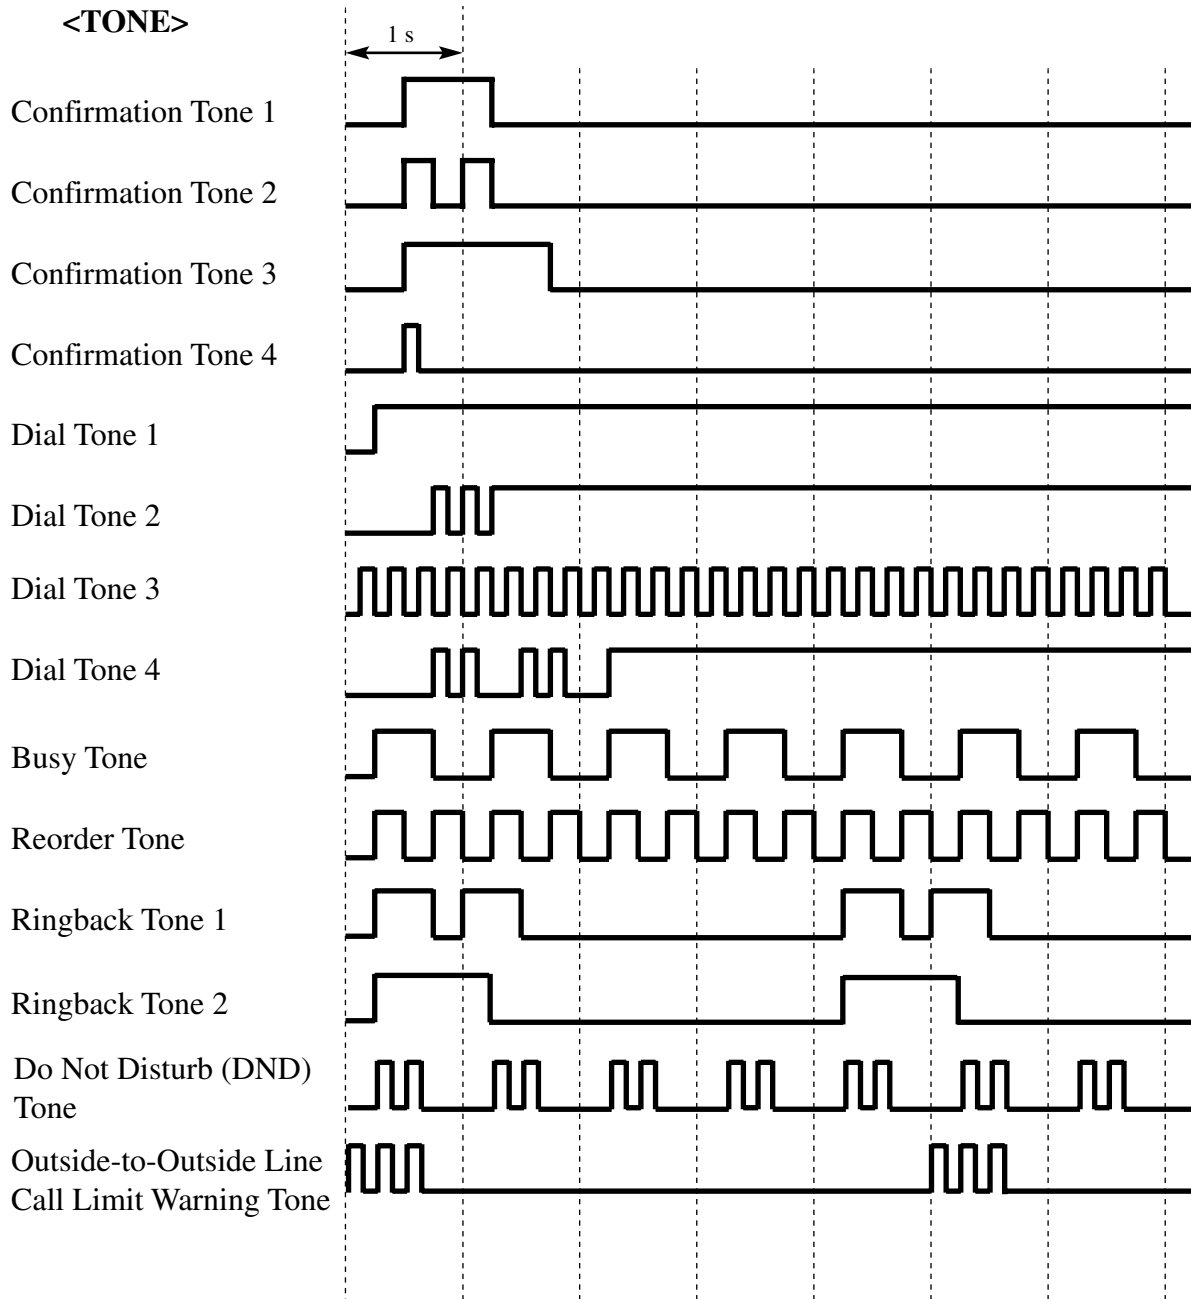 <TONE>
1 s
Confirmation Tone 1
Confirmation Tone 2
Confirmation Tone 3
Confirmation Tone 4
Dial Tone 1
Dial Tone 2
Dial Tone 3
Dial Tone 4
Busy Tone
Reorder Tone
Ringback Tone 1
Ringback Tone 2
Do Not Disturb (DND)
Tone
Outside-to-Outside Line
Call Limit Warning Tone